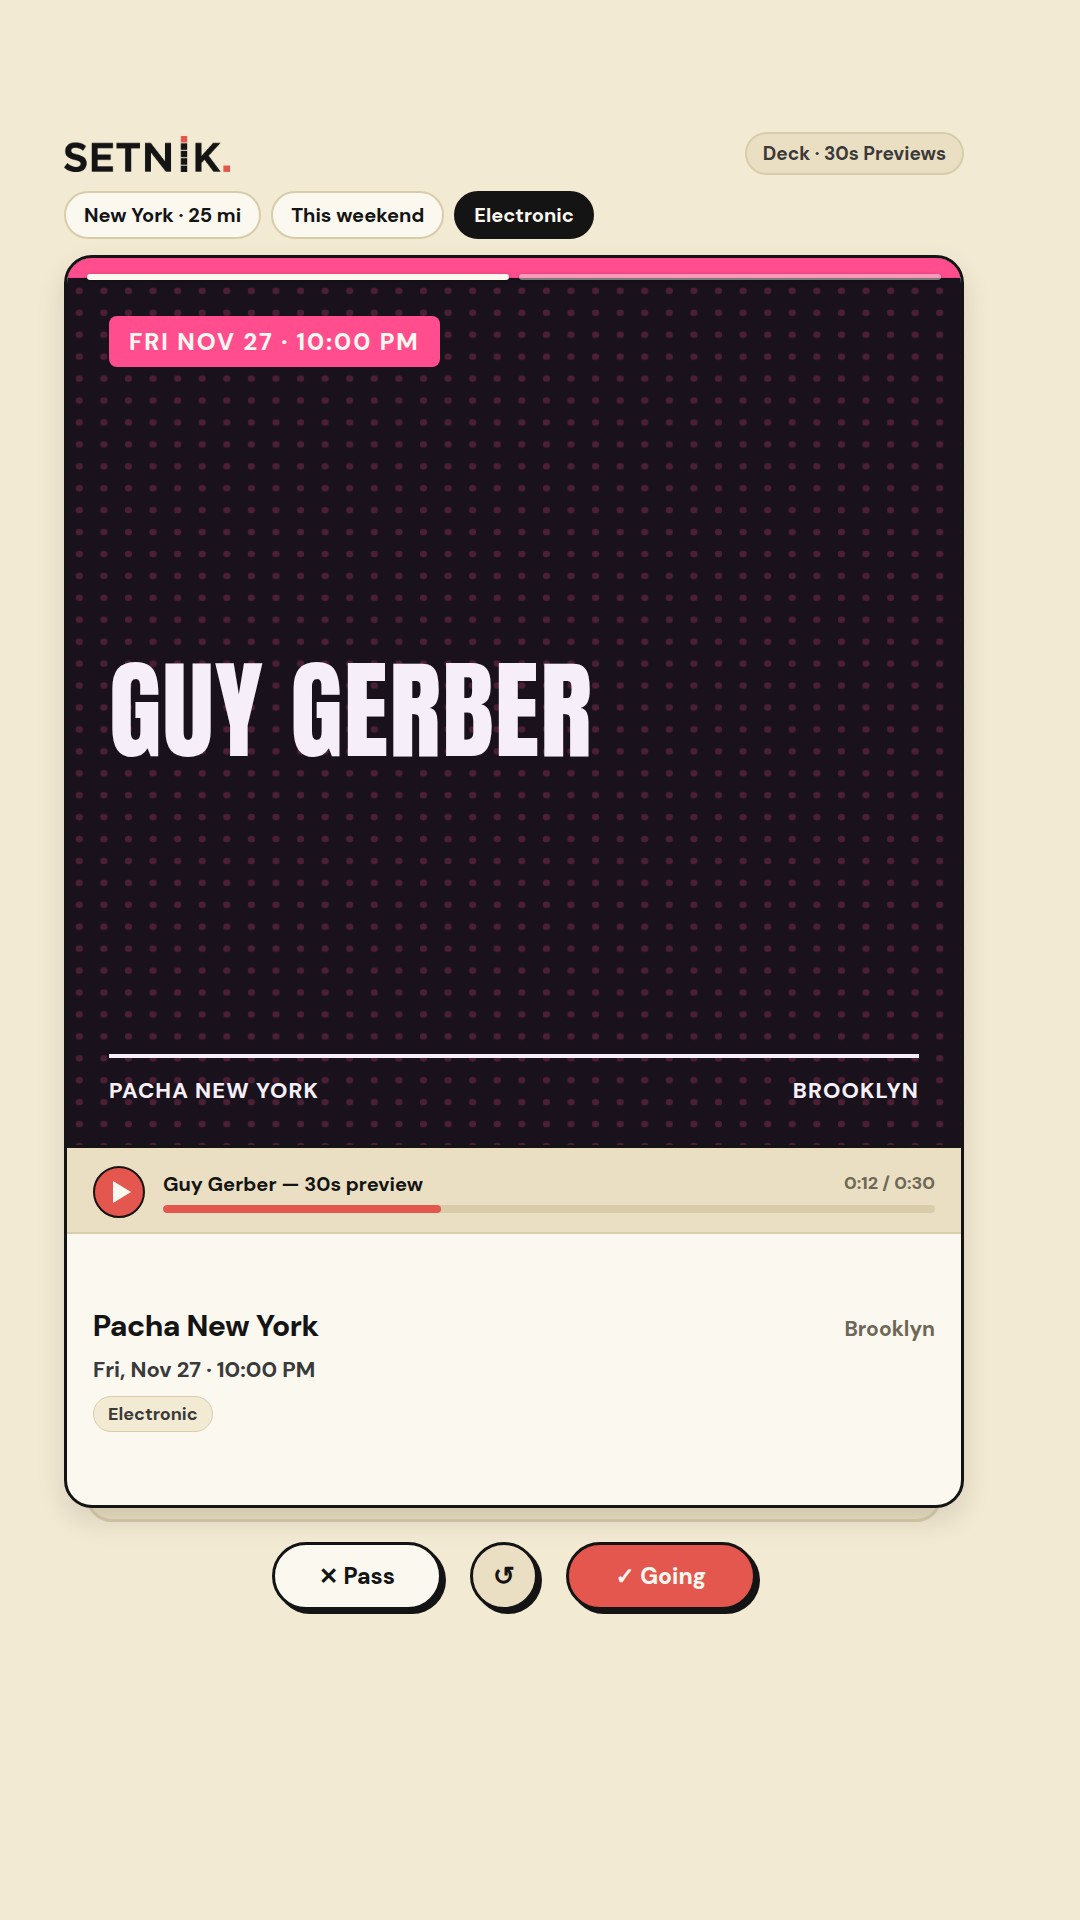 SETNIK.
Deck · 30s Previews
New York · 25 mi
This weekend
Electronic
FRI NOV 27 · 10:00 PM
GUY GERBER
PACHA NEW YORK
BROOKLYN
Guy Gerber — 30s preview
0:12 / 0:30
Pacha New York
Brooklyn
Fri, Nov 27 · 10:00 PM
Electronic
✕ Pass
↺
✓ Going